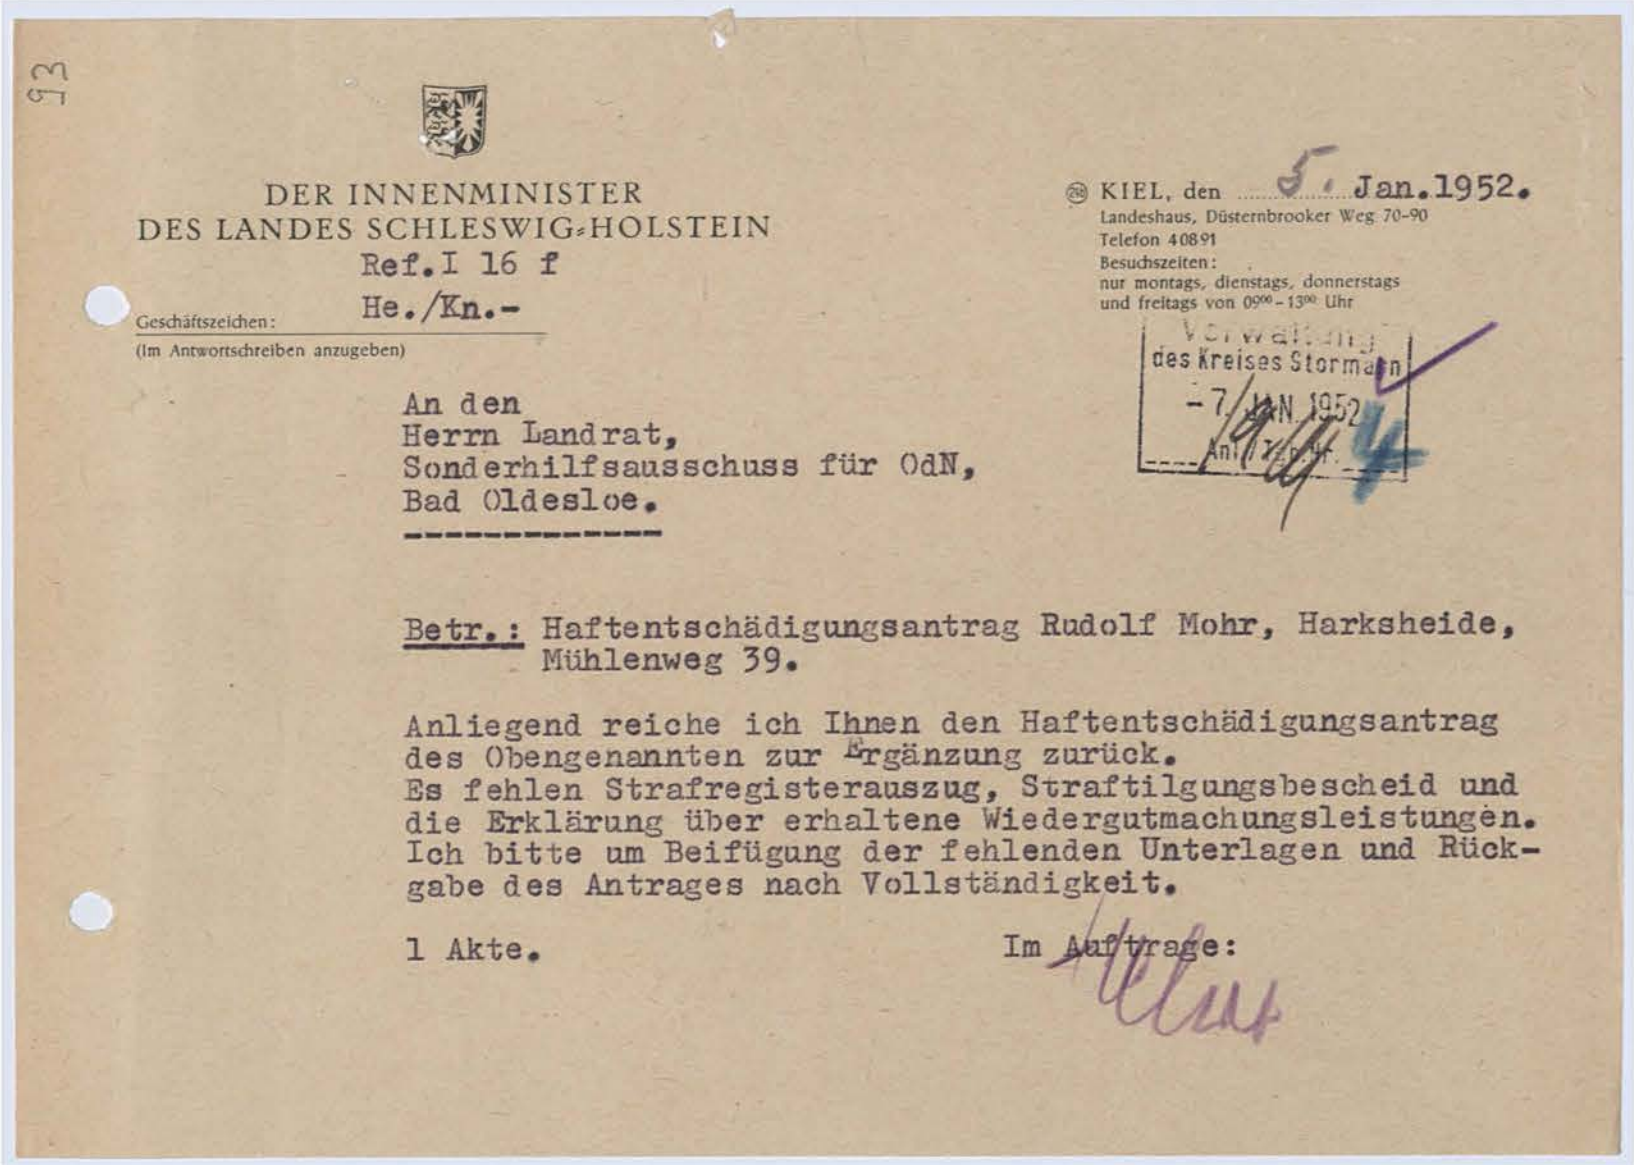 93
DER INNENMINISTER
DES LANDES SCHLESWIG=HOLSTEIN
Ref.I 16 f
He./Kn.-
Geschäftszeichen:
(Im Antwortschreiben anzugeben)
24b KIEL, den 5. Jan.1952.
Landeshaus, Düsternbrooker Weg 70-90
Telefon 40891
Besuchszeiten:
nur montags, dienstags, donnerstags
und freitags von 09⁰⁰-13⁰⁰ Uhr
Verwaltung
des Kreises Stormarn
-7. JAN. 1952
4
An den
Herrn Landrat,
Sonderhilfsausschuss für OdN,
Bad Oldesloe.
Betr.: Haftentschädigungsantrag Rudolf Mohr, Harksheide,
Mühlenweg 39.
Anliegend reiche ich Ihnen den Haftentschädigungsantrag
des Obengenannten zur Ergänzung zurück.
Es fehlen Strafregisterauszug, Straftilgungsbescheid und
die Erklärung über erhaltene Wiedergutmachungsleistungen.
Ich bitte um Beifügung der fehlenden Unterlagen und Rück-
gabe des Antrages nach Vollständigkeit.
1 Akte.
Im Auftrage: